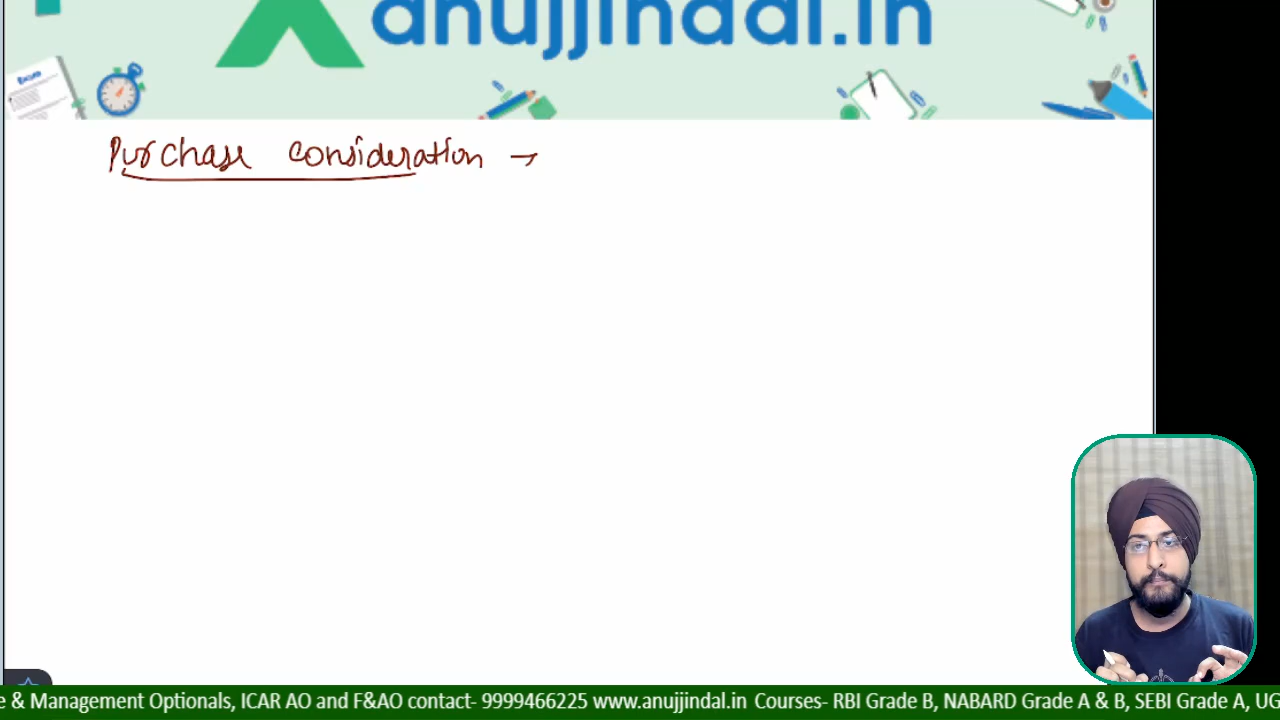 anujjindal.in
Purchase consideration →
e & Management Optionals, ICAR AO and F&AO contact- 9999466225 www.anujjindal.in Courses- RBI Grade B, NABARD Grade A & B, SEBI Grade A, UG